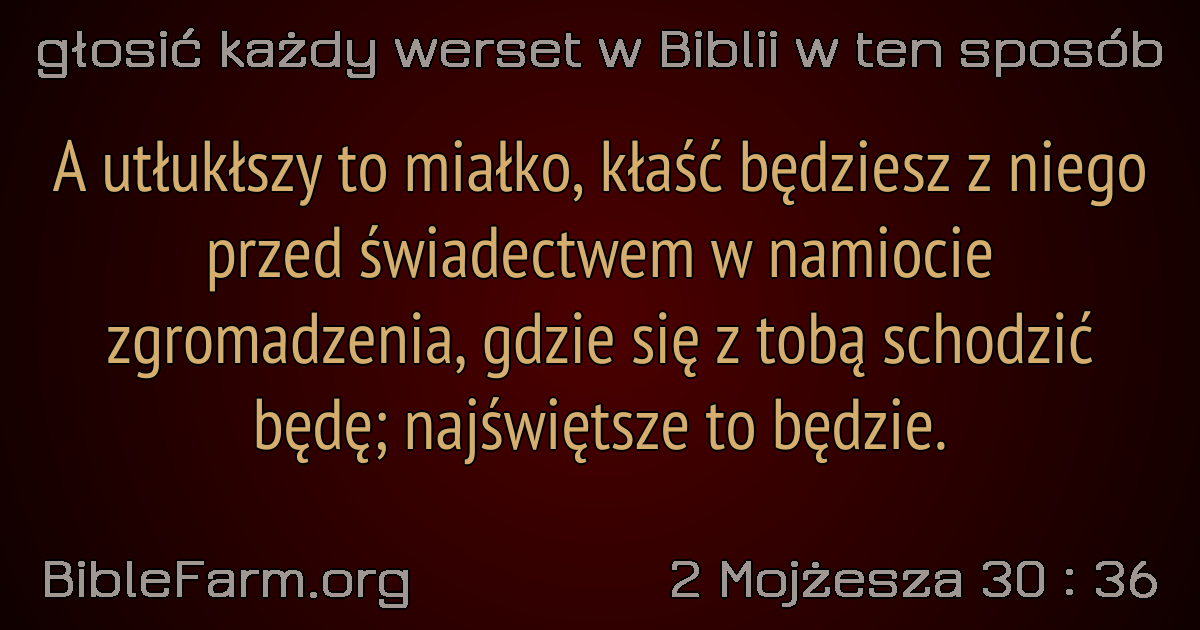 głosić każdy werset w Biblii w ten sposób
A utłukłszy to miałko, kłaść będziesz z niego
przed świadectwem w namiocie
zgromadzenia, gdzie się z tobą schodzić
będę; najświętsze to będzie.
BibleFarm.org
2 Mojżesza 30 : 36